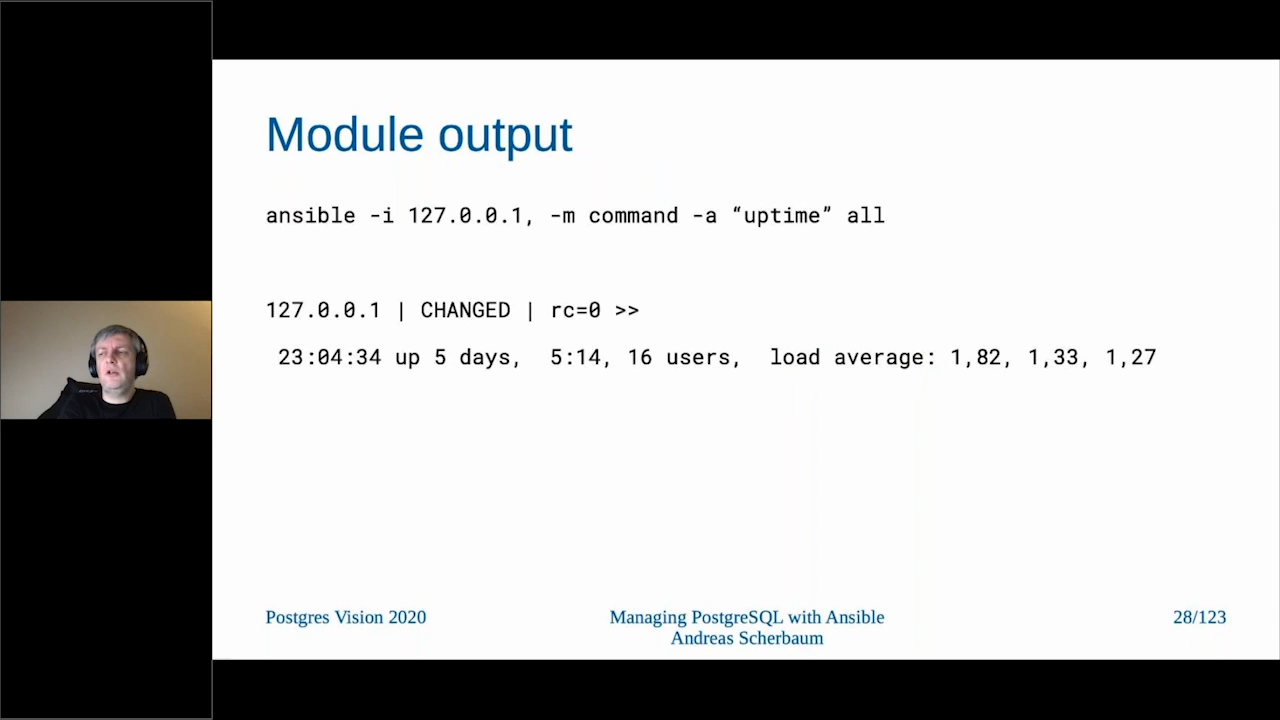 Module output
ansible -i 127.0.0.1, -m command -a “uptime” all
127.0.0.1 | CHANGED | rc=0 >>
23:04:34 up 5 days,  5:14, 16 users,  load average: 1,82, 1,33, 1,27
Postgres Vision 2020
Managing PostgreSQL with Ansible
Andreas Scherbaum
28/123